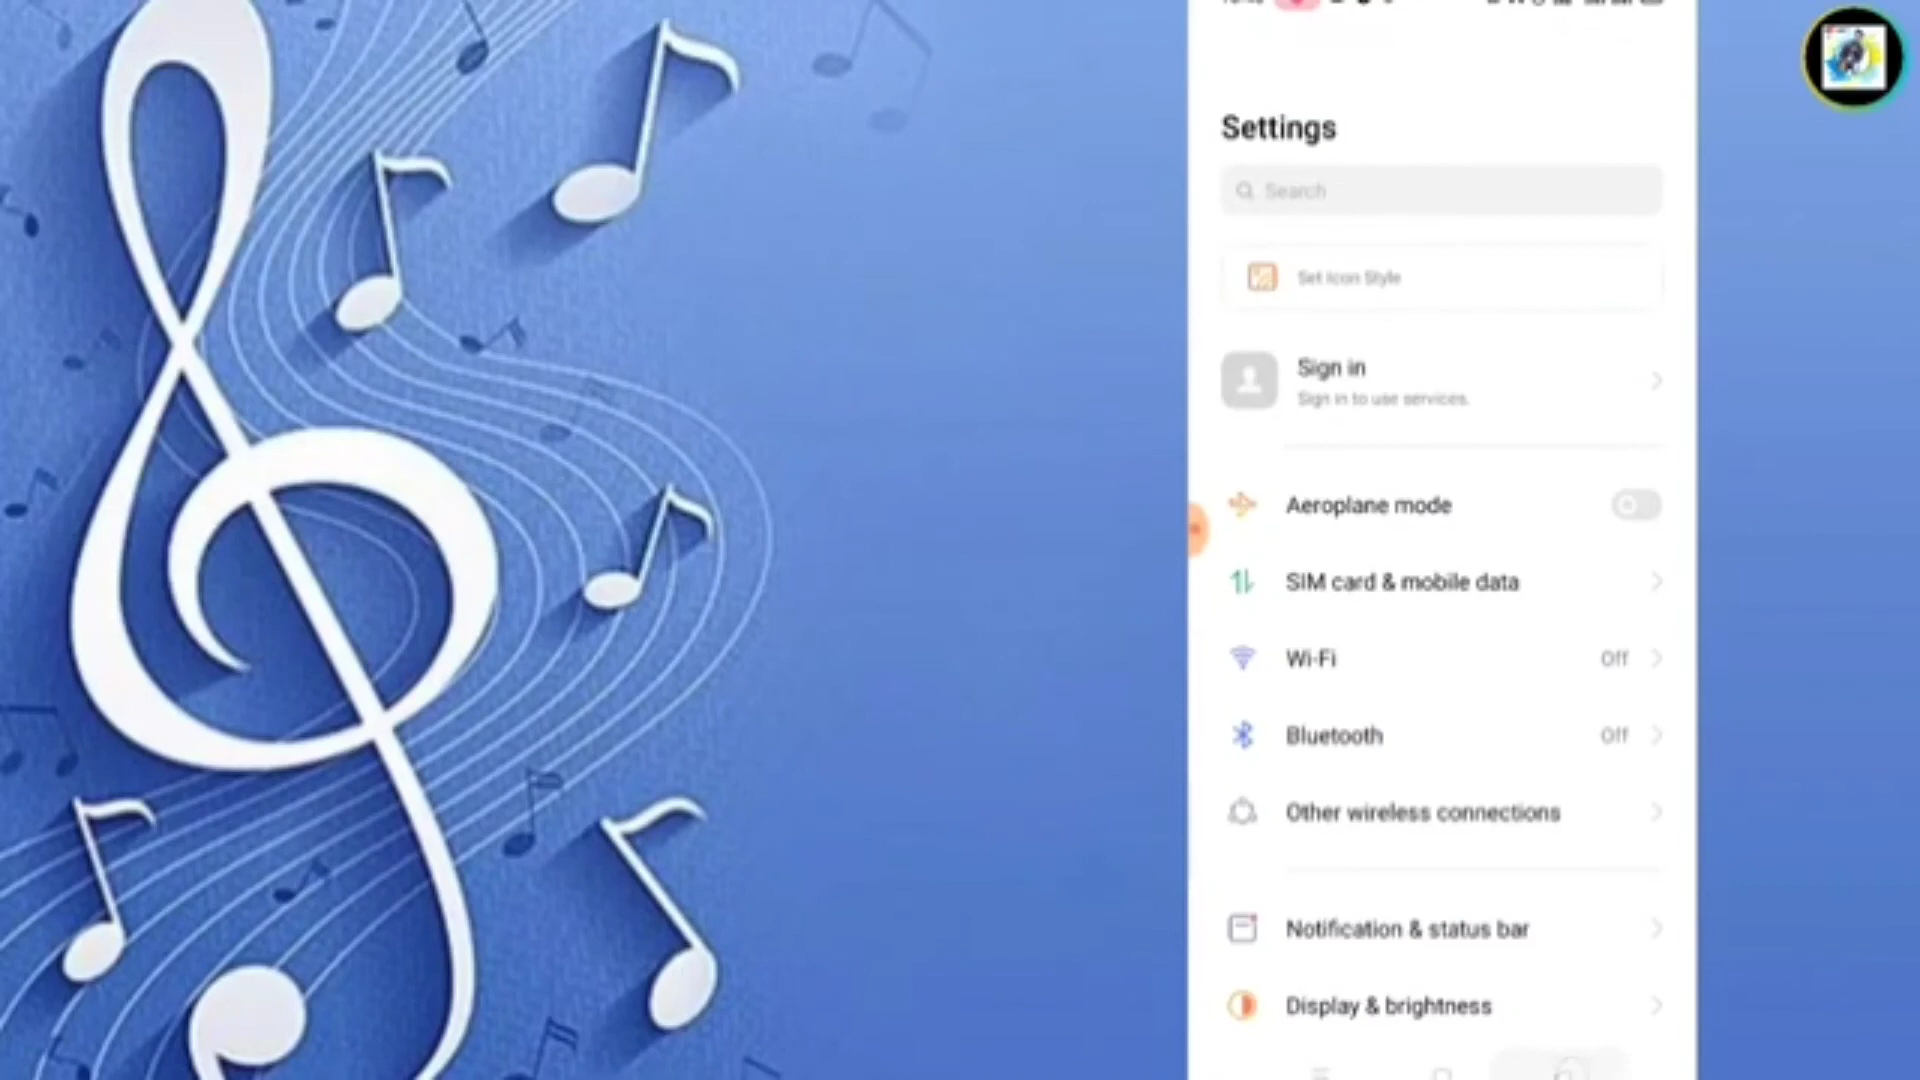 Settings
Search
Set Icon Style
Sign in
Sign in to use services.
Aeroplane mode
SIM card & mobile data
Wi-Fi Off
Bluetooth Off
Other wireless connections
Notification & status bar
Display & brightness